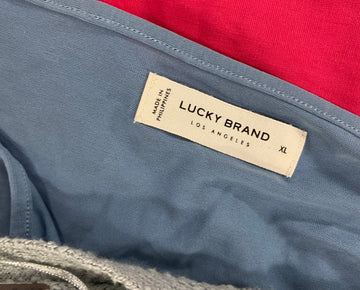 MADE IN
PHILIPPINES
LUCKY BRAND
LOS ANGELES
XL